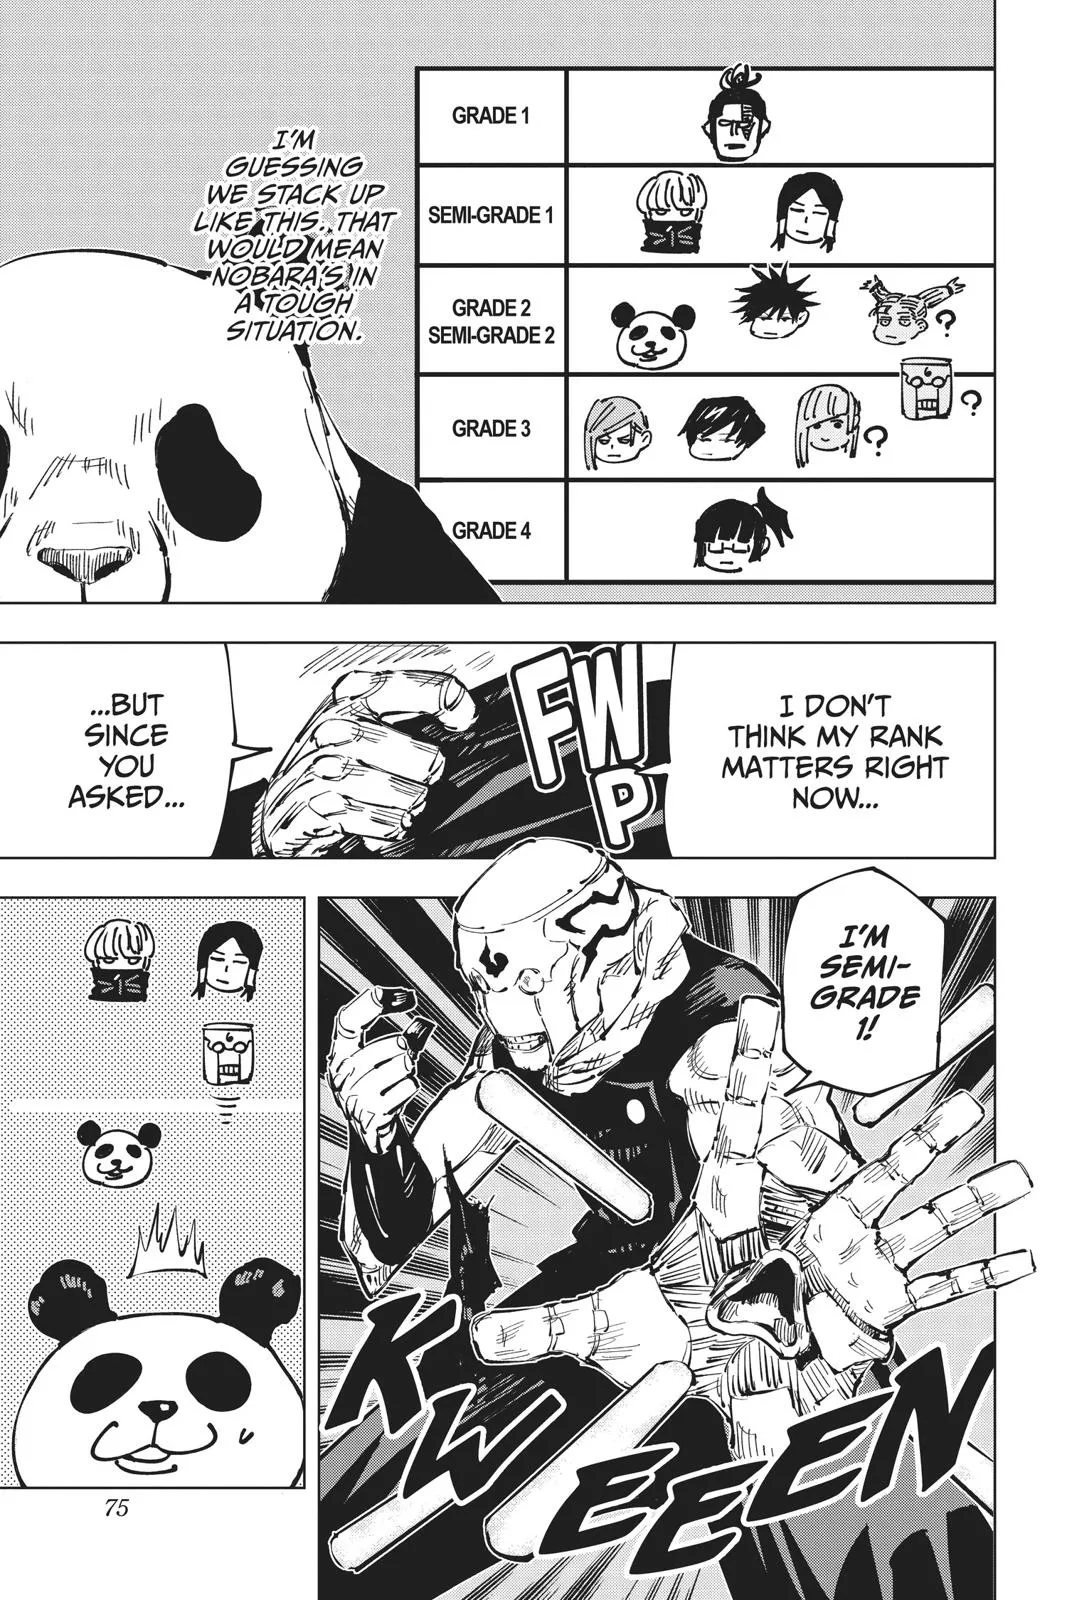 I'M
GUESSING
WE STACK UP
LIKE THIS. THAT
WOULD MEAN
NOBARA'S IN
A TOUGH
SITUATION.
GRADE 1
SEMI-GRADE 1
GRADE 2
SEMI-GRADE 2
?
?
GRADE 3
?
GRADE 4
I DON'T
THINK MY RANK
MATTERS RIGHT
NOW...
FWP
...BUT
SINCE
YOU
ASKED...
I'M
SEMI-
GRADE
1!
KWEEEN
75